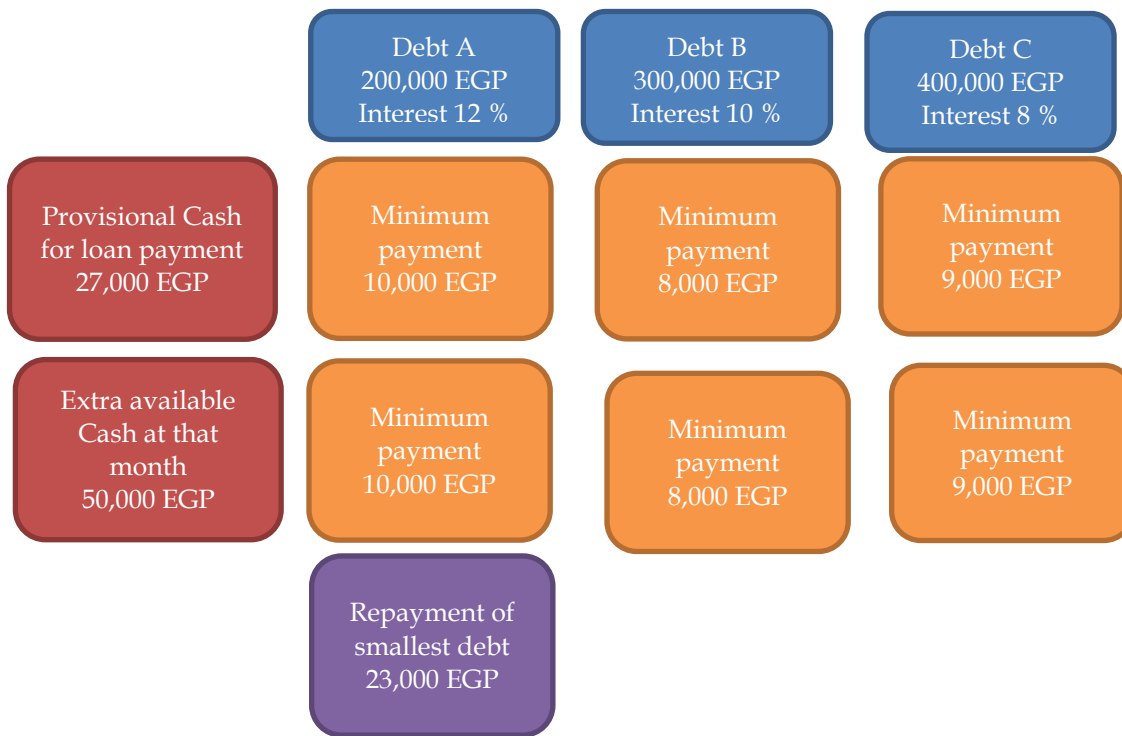 Debt A
200,000 EGP
Interest 12 %
Debt B
300,000 EGP
Interest 10 %
Debt C
400,000 EGP
Interest 8 %
Provisional Cash
for loan payment
27,000 EGP
Minimum
payment
10,000 EGP
Minimum
payment
8,000 EGP
Minimum
payment
9,000 EGP
Extra available
Cash at that
month
50,000 EGP
Minimum
payment
10,000 EGP
Minimum
payment
8,000 EGP
Minimum
payment
9,000 EGP
Repayment of
smallest debt
23,000 EGP